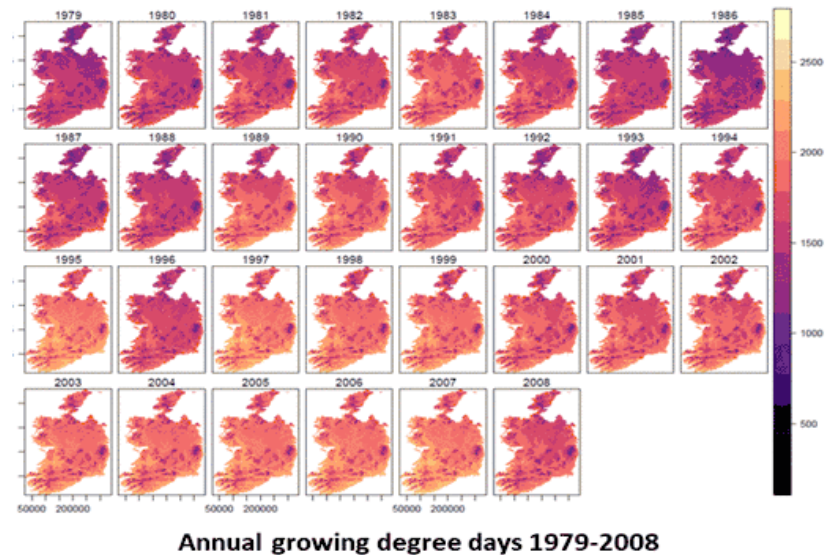 1979 1980 1981 1982 1983 1984 1985 1986
2500
1987 1988 1989 1990 1991 1992 1993 1994
2000
1500
1995 1996 1997 1998 1999 2000 2001 2002
1000
2003 2004 2005 2006 2007 2008
500
50000 200000 50000 200000 50000 200000
Annual growing degree days 1979-2008